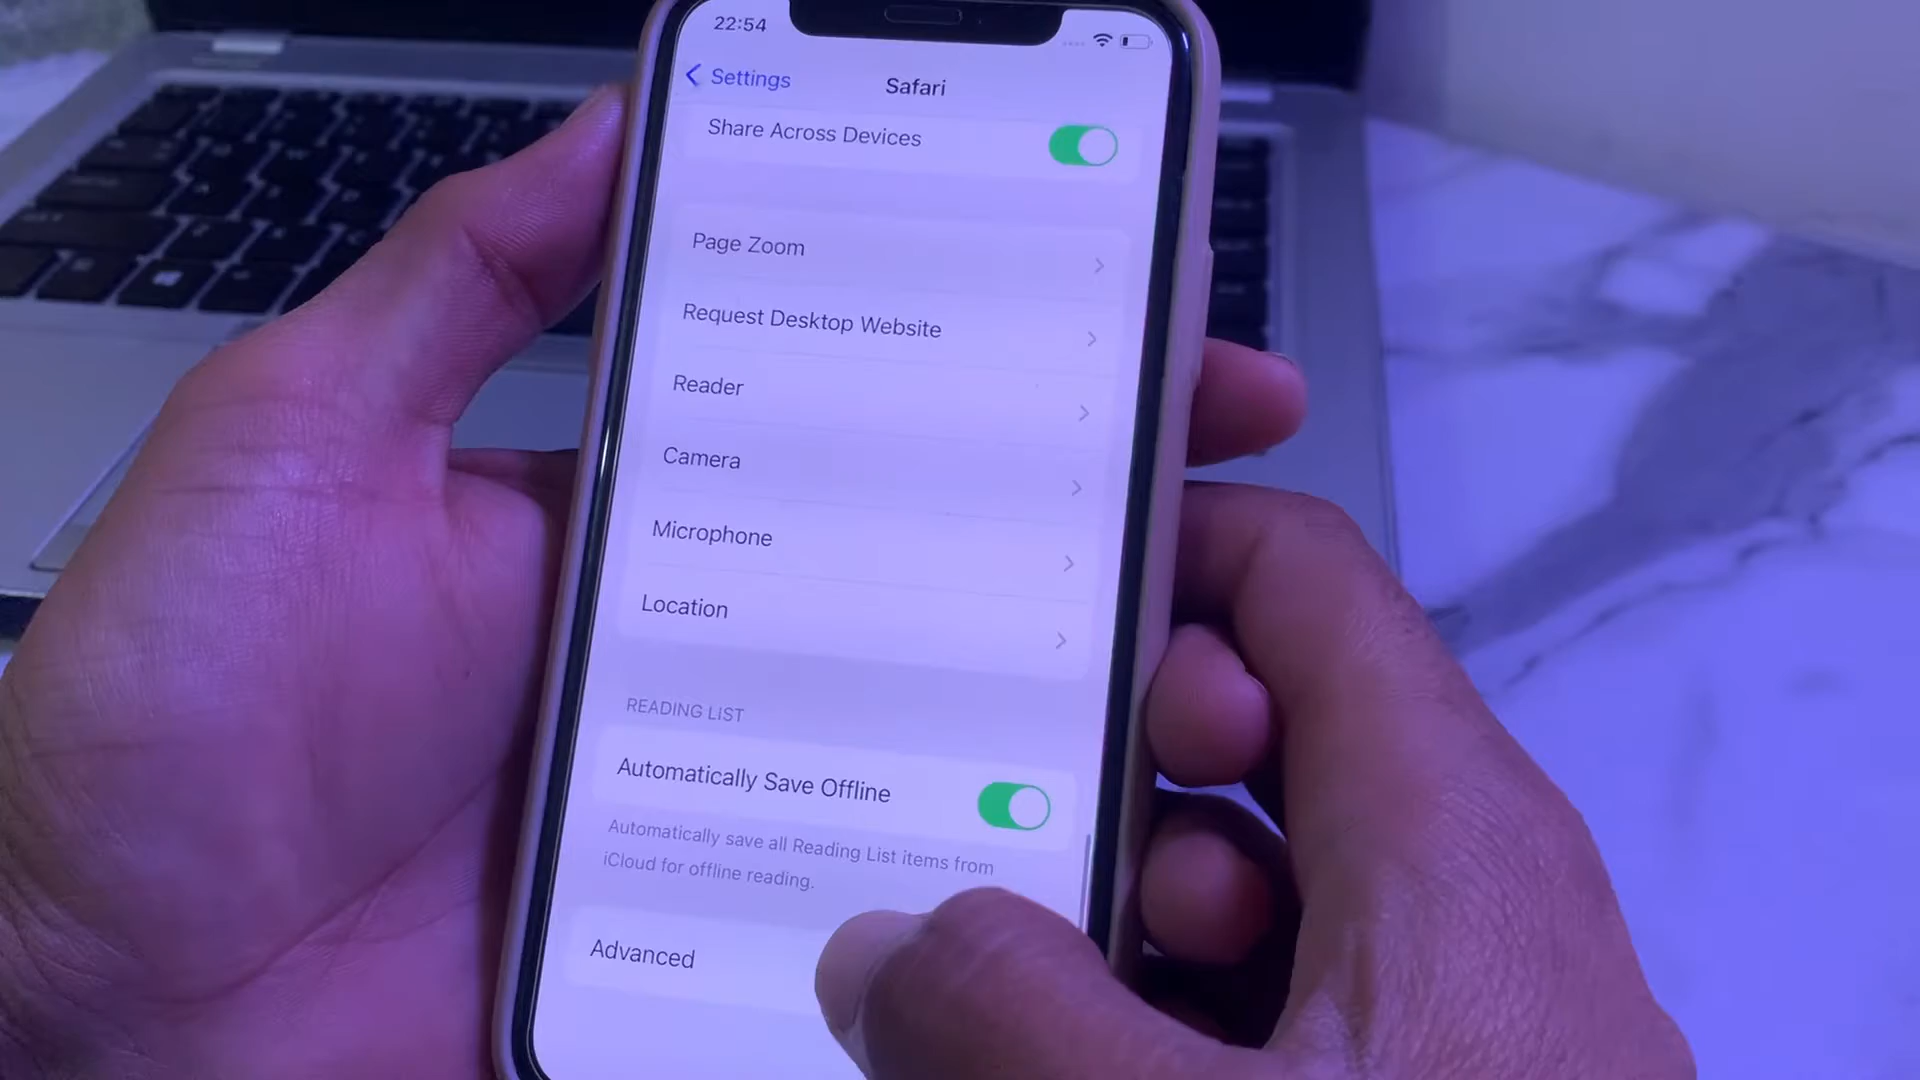 22:54
Settings
Safari
Share Across Devices
Page Zoom
Request Desktop Website
Reader
Camera
Microphone
Location
READING LIST
Automatically Save Offline
Automatically save all Reading List items from
iCloud for offline reading.
Advanced